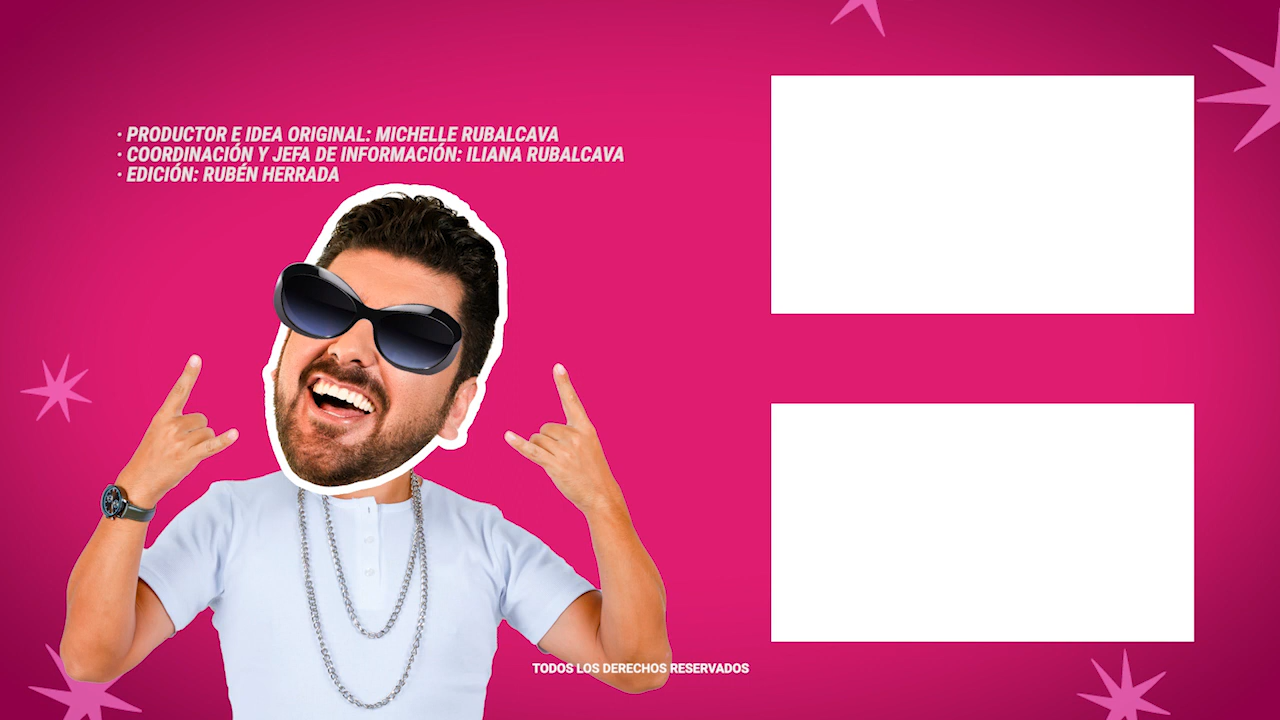 · PRODUCTOR E IDEA ORIGINAL: MICHELLE RUBALCAVA
· COORDINACIÓN Y JEFA DE INFORMACIÓN: ILIANA RUBALCAVA
· EDICIÓN: RUBÉN HERRADA
TODOS LOS DERECHOS RESERVADOS